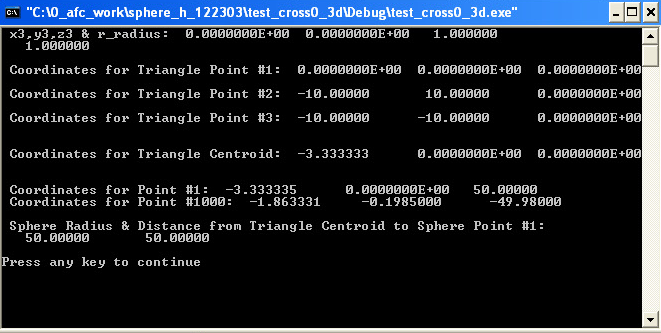 "C:\0_afc_work\sphere_h_122303\test_cross0_3d\Debug\test_cross0_3d.exe"
x3,y3,z3 & r_radius:  0.0000000E+00  0.0000000E+00   1.000000
1.000000
Coordinates for Triangle Point #1:  0.0000000E+00  0.0000000E+00  0.0000000E+00
Coordinates for Triangle Point #2:  -10.00000       10.00000       0.0000000E+00
Coordinates for Triangle Point #3:  -10.00000      -10.00000       0.0000000E+00
Coordinates for Triangle Centroid:  -3.333333      0.0000000E+00  0.0000000E+00
Coordinates for Point #1:  -3.333335      0.0000000E+00   50.00000
Coordinates for Point #1000:  -1.863331     -0.1985000      -49.98000
Sphere Radius & Distance from Triangle Centroid to Sphere Point #1:
50.00000       50.00000
Press any key to continue